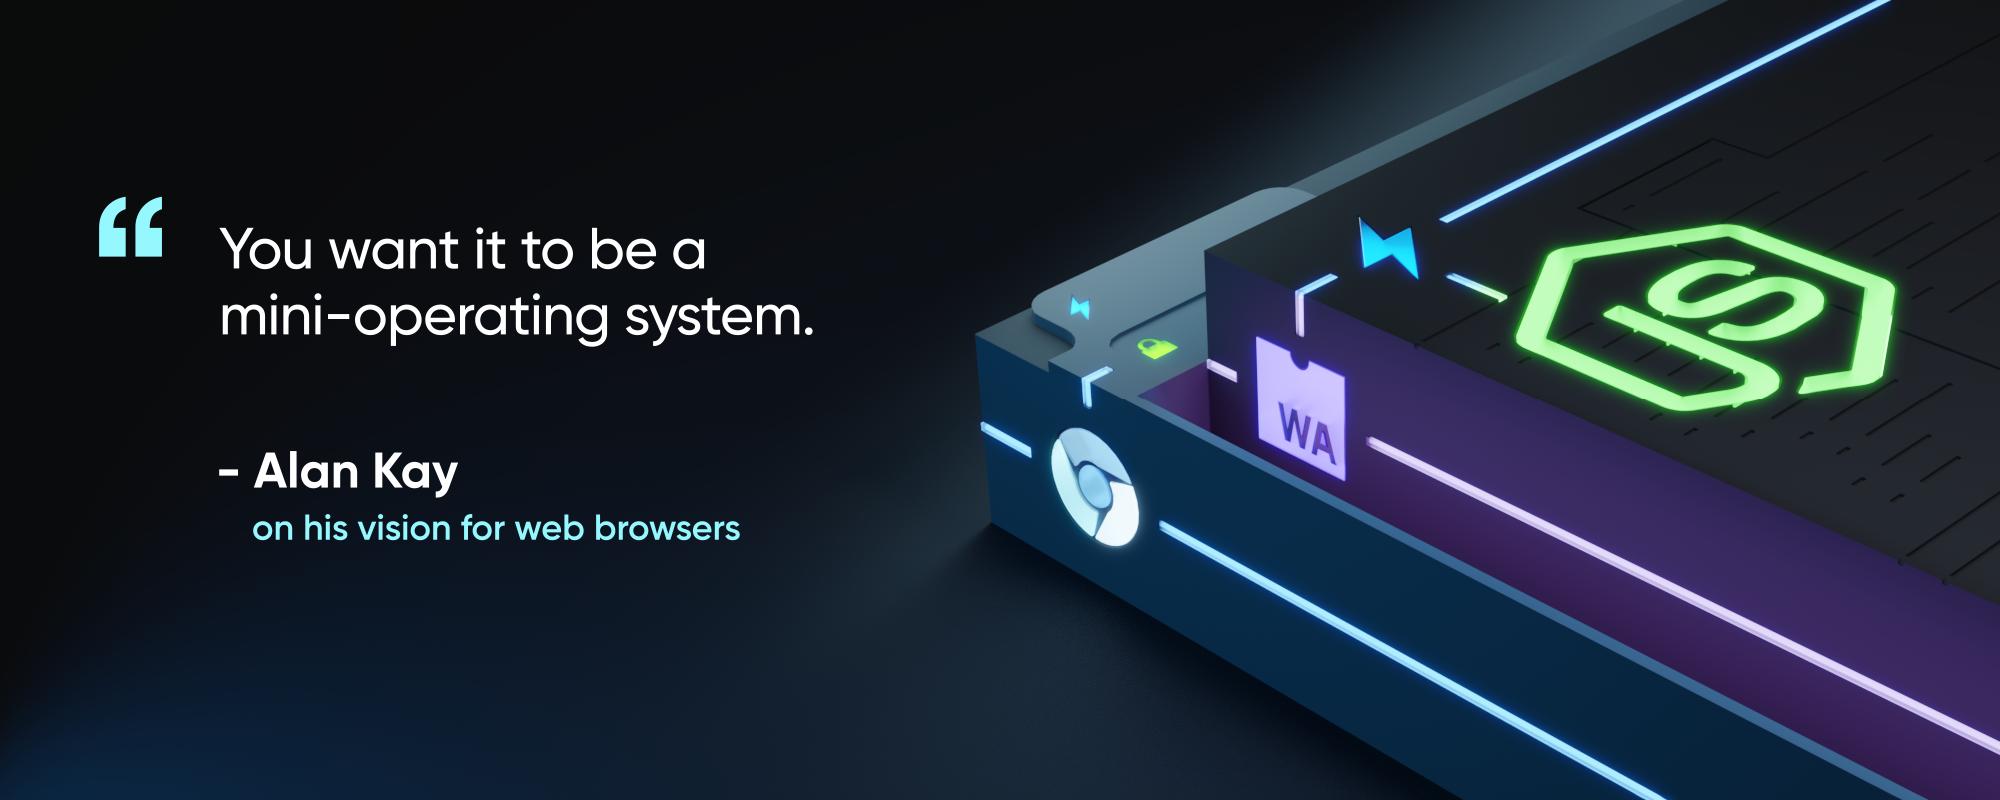 “
You want it to be a
mini-operating system.
- Alan Kay
on his vision for web browsers
WA
JS